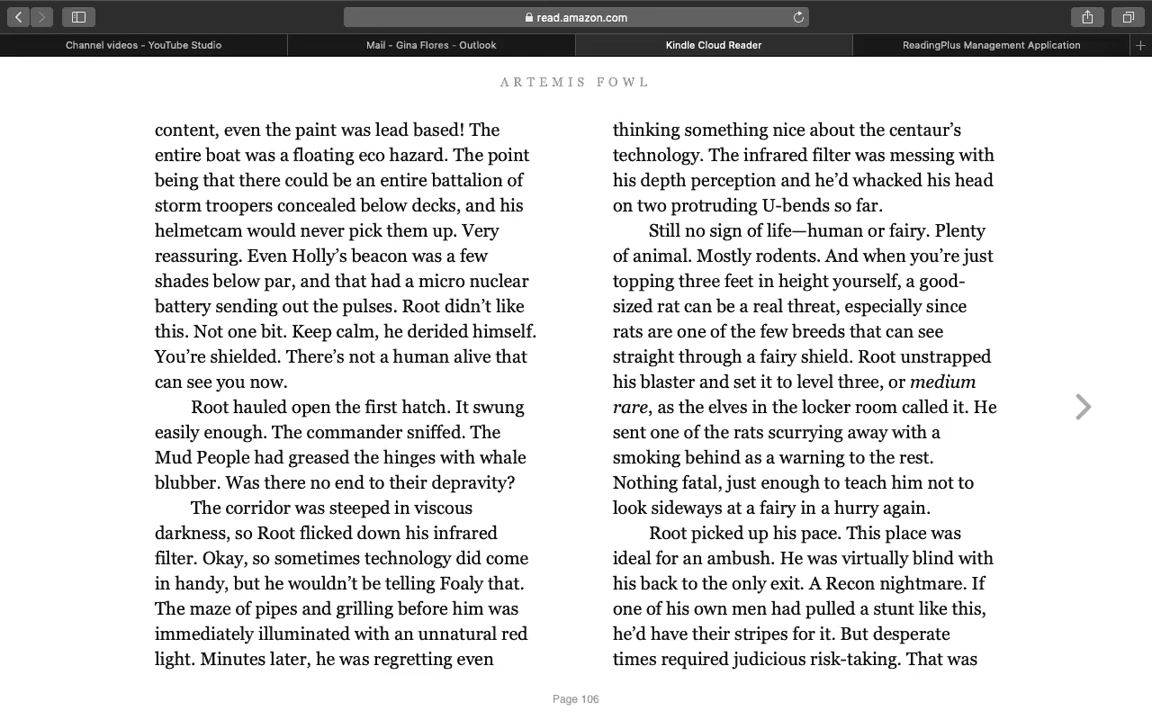 read.amazon.com
Channel videos - YouTube Studio
Mail - Gina Flores - Outlook
Kindle Cloud Reader
ReadingPlus Management Application
ARTEMIS FOWL
content, even the paint was lead based! The
entire boat was a floating eco hazard. The point
being that there could be an entire battalion of
storm troopers concealed below decks, and his
helmetcam would never pick them up. Very
reassuring. Even Holly’s beacon was a few
shades below par, and that had a micro nuclear
battery sending out the pulses. Root didn’t like
this. Not one bit. Keep calm, he derided himself.
You’re shielded. There’s not a human alive that
can see you now.
Root hauled open the first hatch. It swung
easily enough. The commander sniffed. The
Mud People had greased the hinges with whale
blubber. Was there no end to their depravity?
The corridor was steeped in viscous
darkness, so Root flicked down his infrared
filter. Okay, so sometimes technology did come
in handy, but he wouldn’t be telling Foaly that.
The maze of pipes and grilling before him was
immediately illuminated with an unnatural red
light. Minutes later, he was regretting even
thinking something nice about the centaur’s
technology. The infrared filter was messing with
his depth perception and he’d whacked his head
on two protruding U-bends so far.
Still no sign of life—human or fairy. Plenty
of animal. Mostly rodents. And when you’re just
topping three feet in height yourself, a good-
sized rat can be a real threat, especially since
rats are one of the few breeds that can see
straight through a fairy shield. Root unstrapped
his blaster and set it to level three, or medium
rare, as the elves in the locker room called it. He
sent one of the rats scurrying away with a
smoking behind as a warning to the rest.
Nothing fatal, just enough to teach him not to
look sideways at a fairy in a hurry again.
Root picked up his pace. This place was
ideal for an ambush. He was virtually blind with
his back to the only exit. A Recon nightmare. If
one of his own men had pulled a stunt like this,
he’d have their stripes for it. But desperate
times required judicious risk-taking. That was
Page 106